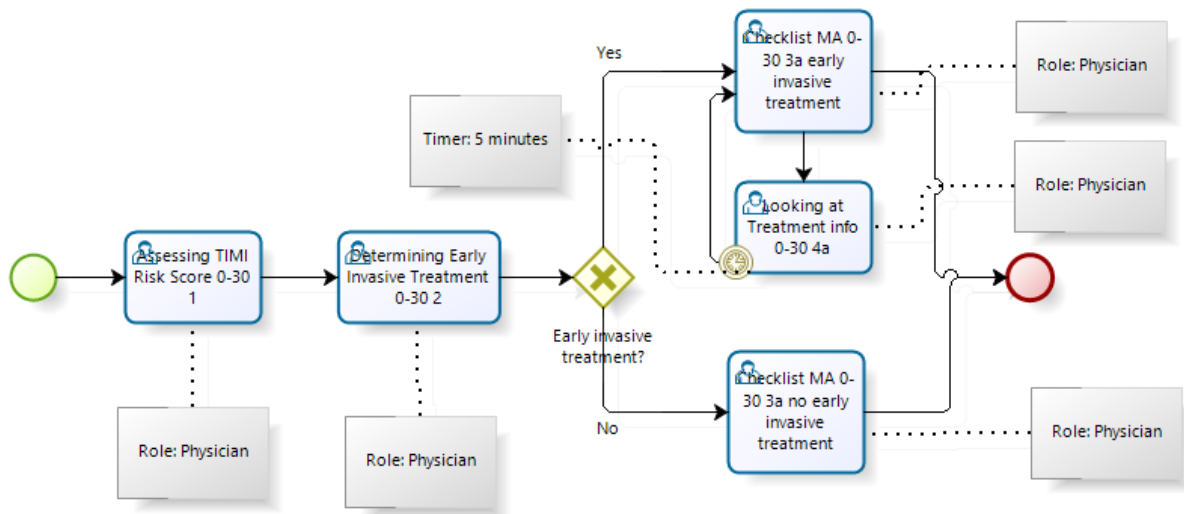 Yes
Checklist MA 0-
30 3a early
invasive
treatment
Role: Physician
Timer: 5 minutes
Role: Physician
Looking at
Treatment info
0-30 4a
Assessing TIMI
Risk Score 0-30
1
Determining Early
Invasive Treatment
0-30 2
Early invasive
treatment?
Checklist MA 0-
30 3a no early
invasive
treatment
No
Role: Physician
Role: Physician
Role: Physician